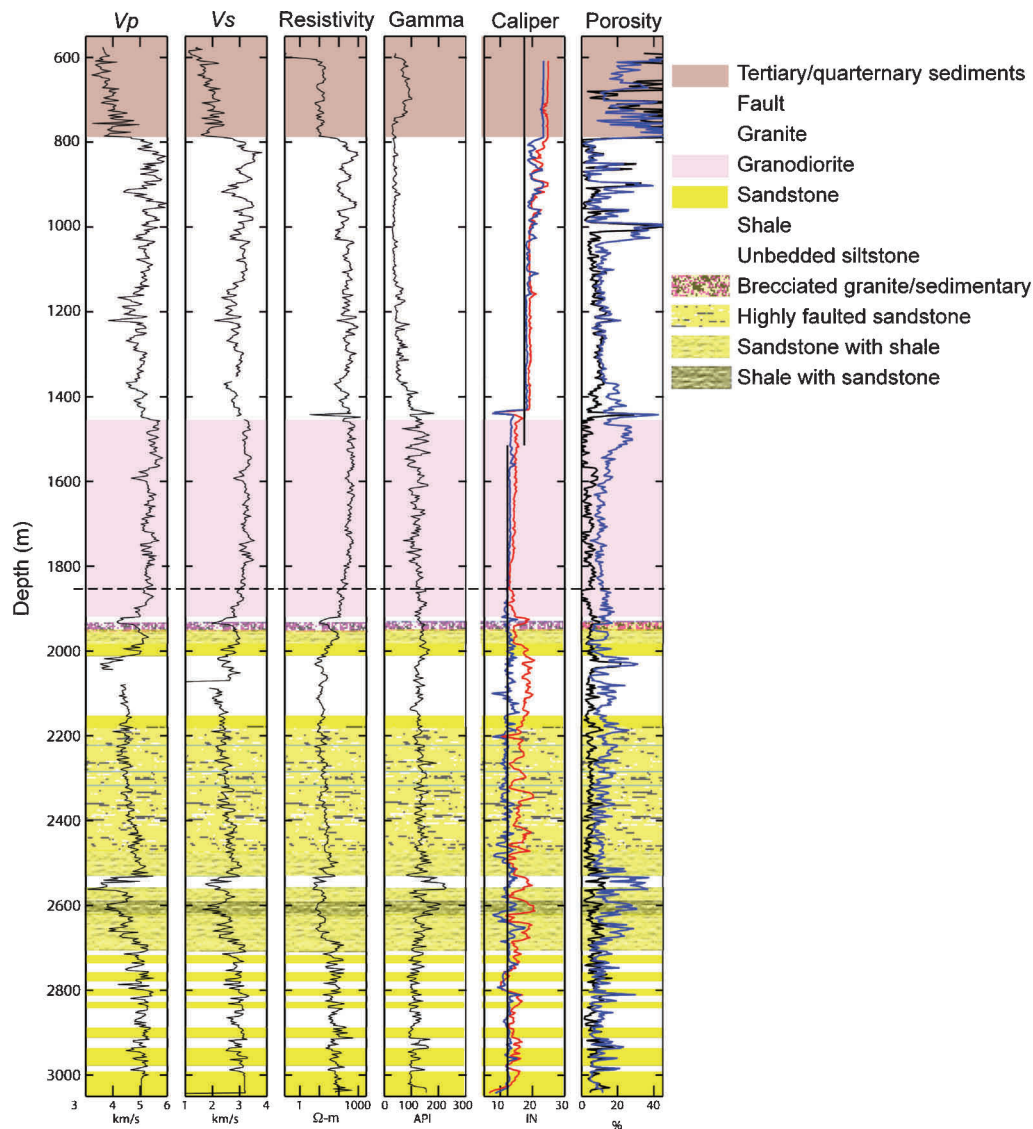 Vp Vs Resistivity Gamma Caliper Porosity
600
800
1000
1200
1400
1600
1800
2000
2200
2400
2600
2800
3000
Depth (m)
3 4 5 6 1 2 3 4 1 1000 0 100 200 300 10 20 30 0 20 40
km/s km/s Ω-m API IN %
Tertiary/quarternary sediments
Fault
Granite
Granodiorite
Sandstone
Shale
Unbedded siltstone
Brecciated granite/sedimentary
Highly faulted sandstone
Sandstone with shale
Shale with sandstone